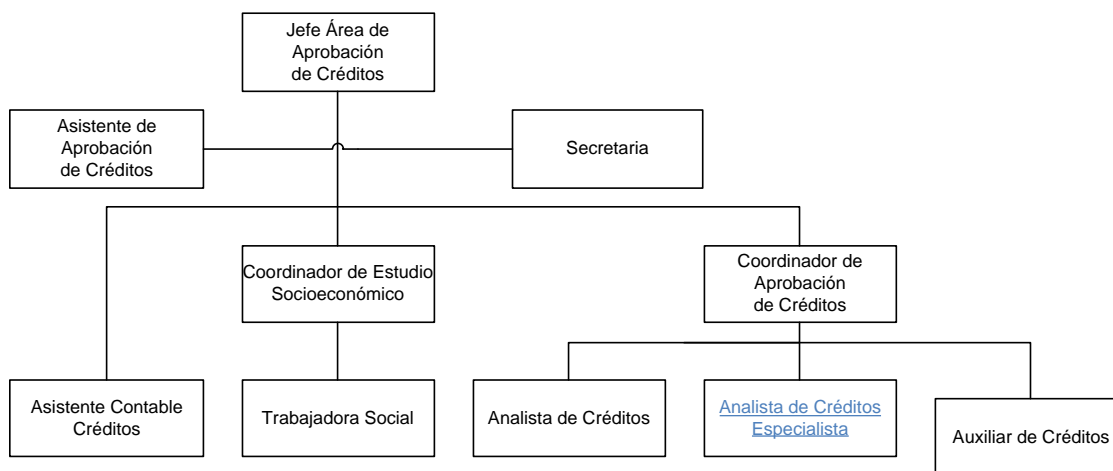 Jefe Área de
Aprobación
de Créditos
Asistente de
Aprobación
de Créditos
Secretaria
Coordinador de Estudio
Socioeconómico
Coordinador de
Aprobación
de Créditos
Asistente Contable
Créditos
Trabajadora Social
Analista de Créditos
Analista de Créditos
Especialista
Auxiliar de Créditos